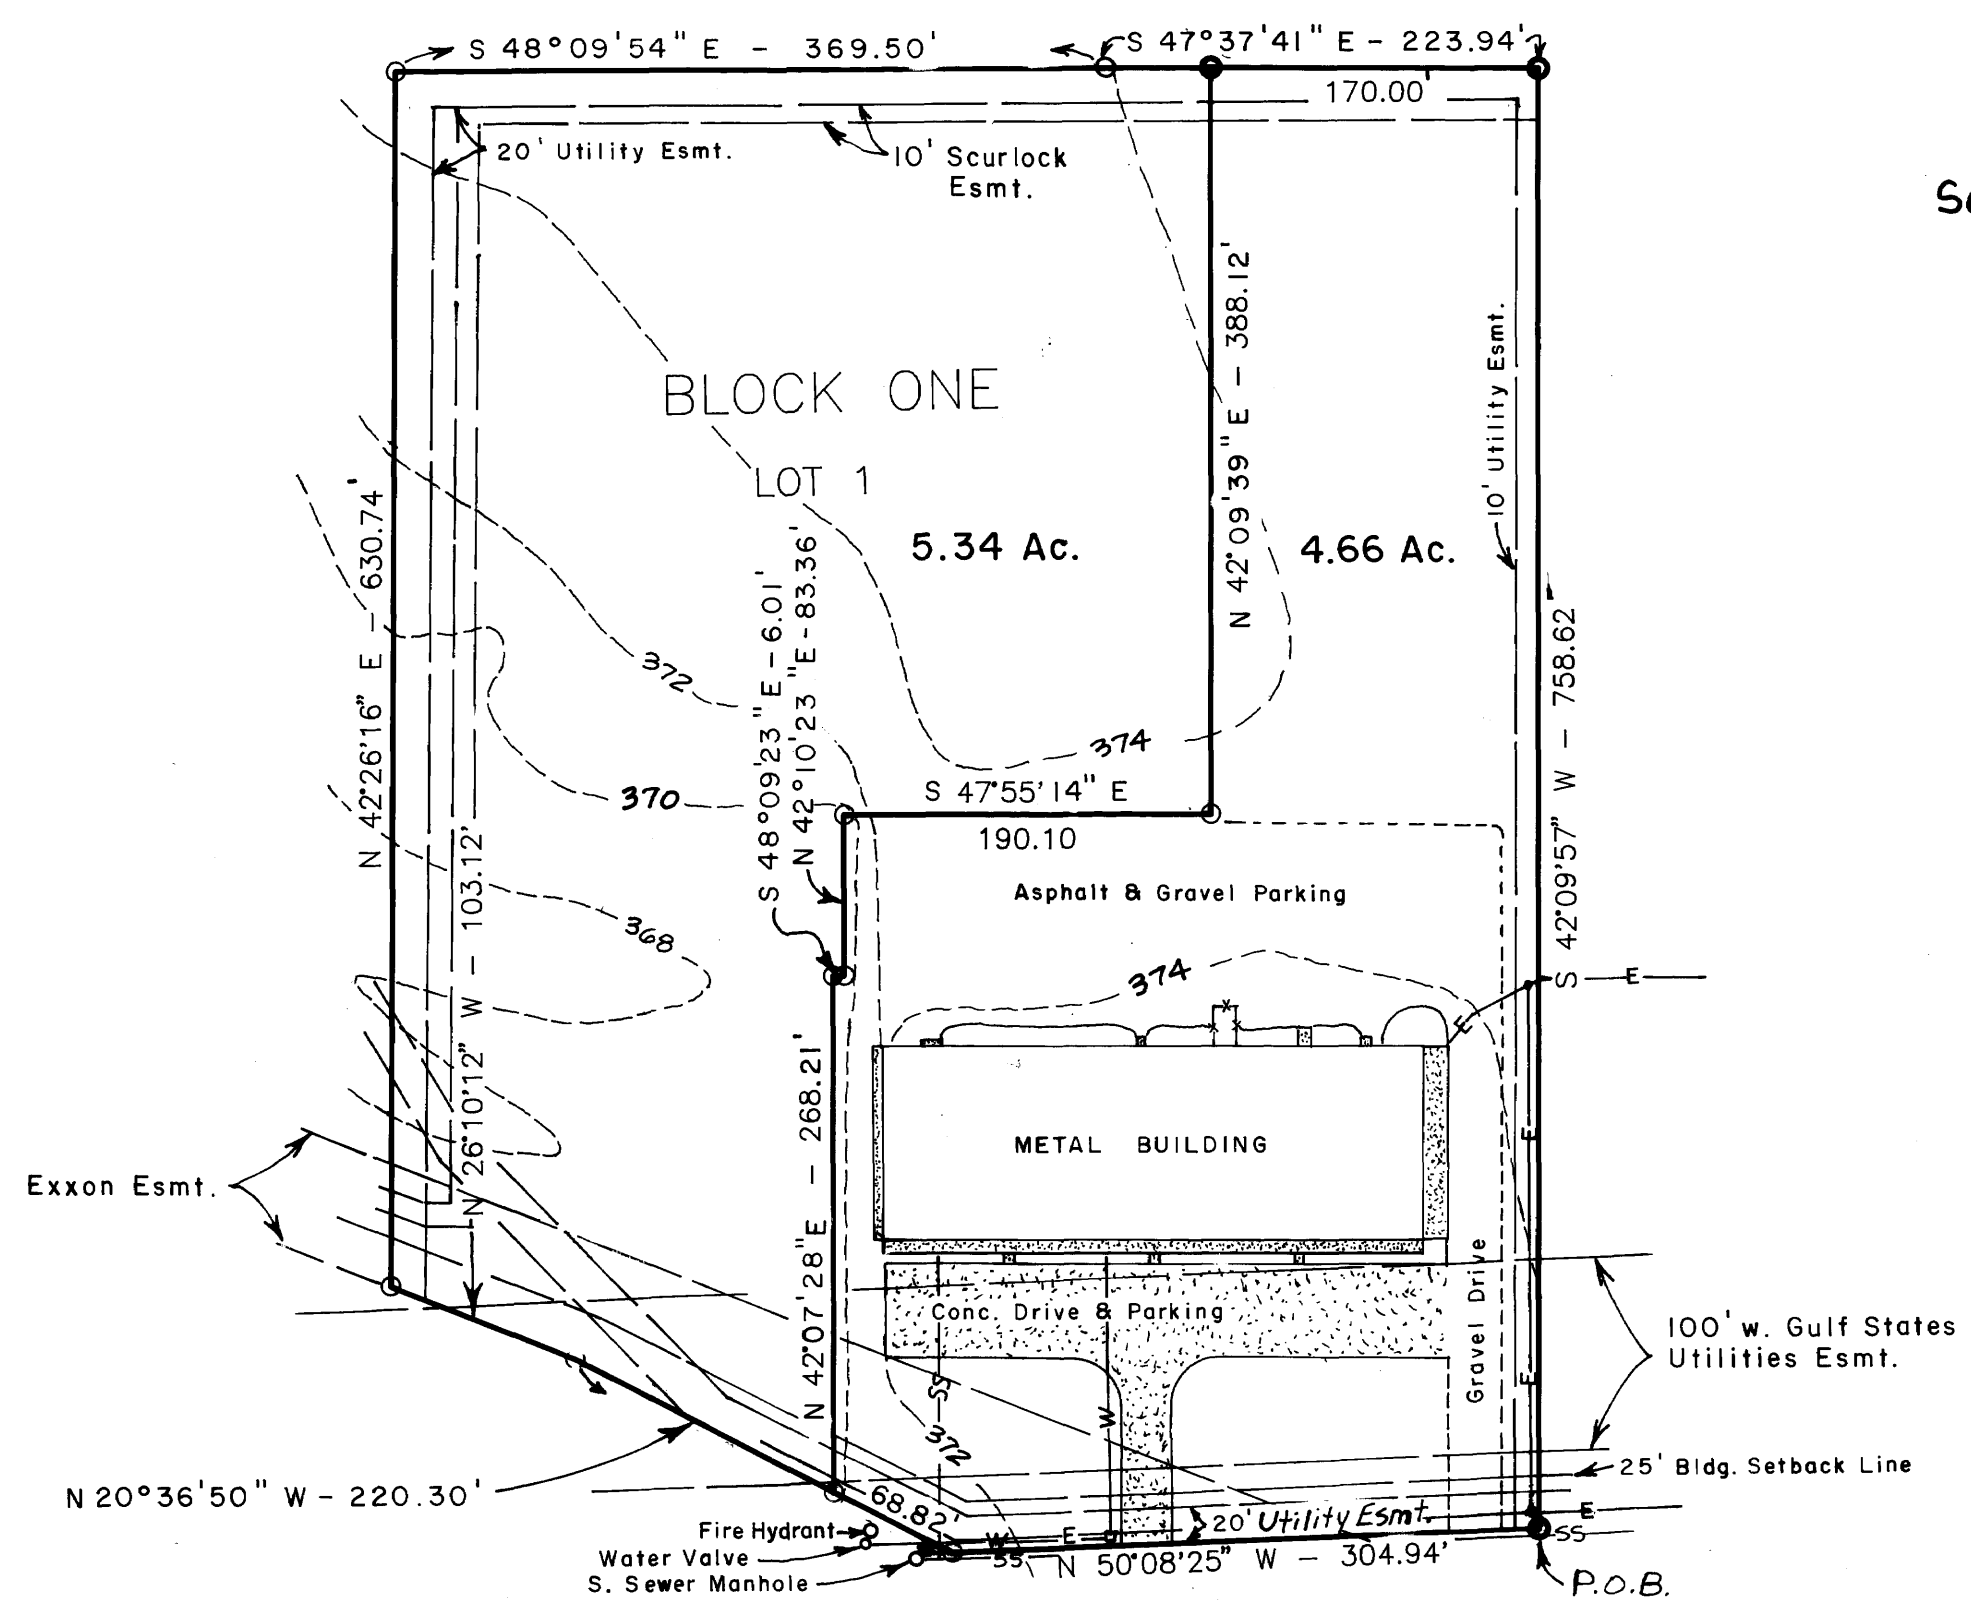 S 48°09'54" E - 369.50'
S 47°37'41" E - 223.94'
170.00'
20' Utility Esmt.
10' Scurlock
Esmt.
N 42°09'39" E - 388.12'
10' Utility Esmt.
BLOCK ONE
LOT 1
5.34 Ac.
4.66 Ac.
N 42°26'16" E - 630.74'
S 48°09'23" E - 6.01'
N 42°10'23" E - 83.36'
S 42°09'57" W - 758.62
372
374
370
S 47°55'14" E
190.10
N 26°10'12" W - 103.12'
Asphalt & Gravel Parking
368
374
E
E
N 42°07'28" E - 268.21'
METAL BUILDING
E
Exxon Esmt.
Gravel Drive
Conc. Drive & Parking
100' w. Gulf States
Utilities Esmt.
SS
E
W
372
25' Bldg. Setback Line
N 20°36'50" W - 220.30'
68.82'
20' Utility Esmt.
E
Fire Hydrant
W
E
SS
Water Valve
SS
N 50°08'25" W - 304.94'
S. Sewer Manhole
P.O.B.